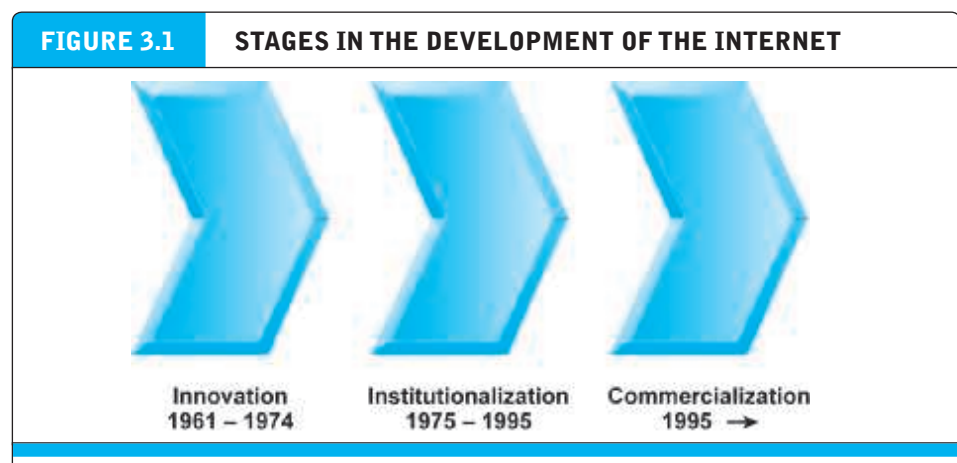 FIGURE 3.1 STAGES IN THE DEVELOPMENT OF THE INTERNET
Innovation
1961 – 1974
Institutionalization
1975 – 1995
Commercialization
1995 →